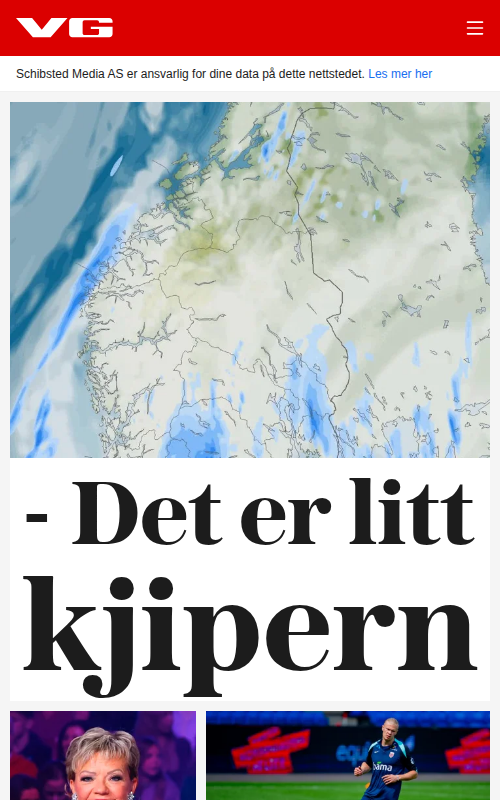 VG
Schibsted Media AS er ansvarlig for dine data på dette nettstedet. Les mer her
- Det er litt
kjipern